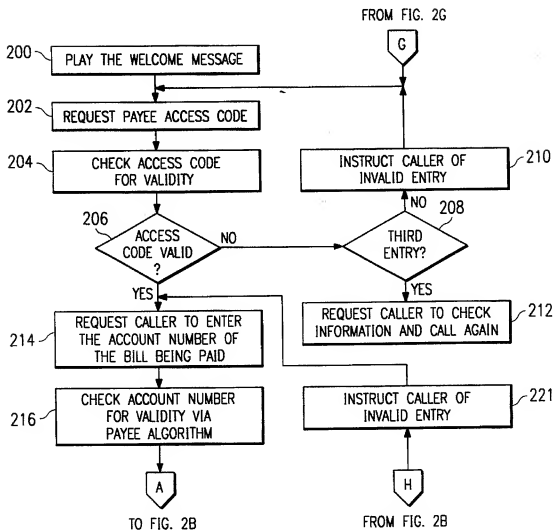 FROM FIG. 2G
G
200
PLAY THE WELCOME MESSAGE
202
REQUEST PAYEE ACCESS CODE
204
CHECK ACCESS CODE
FOR VALIDITY
210
INSTRUCT CALLER OF
INVALID ENTRY
206
ACCESS
CODE VALID
?
NO
YES
208
THIRD
ENTRY?
NO
YES
214
REQUEST CALLER TO ENTER
THE ACCOUNT NUMBER OF
THE BILL BEING PAID
212
REQUEST CALLER TO CHECK
INFORMATION AND CALL AGAIN
216
CHECK ACCOUNT NUMBER
FOR VALIDITY VIA
PAYEE ALGORITHM
221
INSTRUCT CALLER OF
INVALID ENTRY
A
TO FIG. 2B
H
FROM FIG. 2B